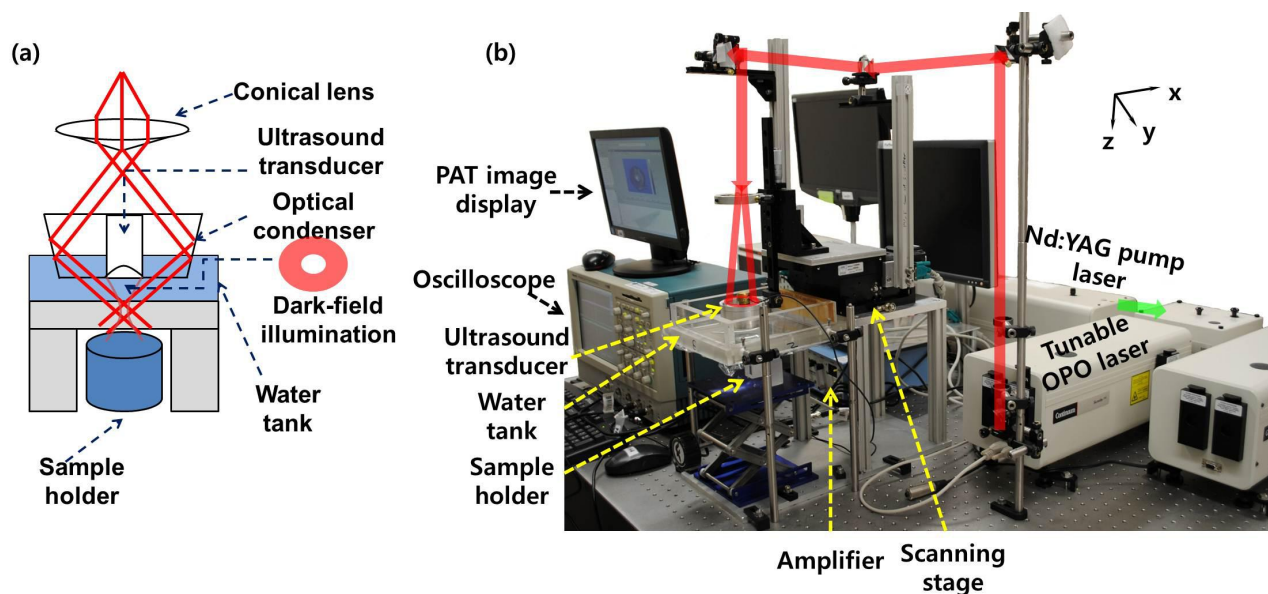 (a)
Conical lens
Ultrasound
transducer
Optical
condenser
Dark-field
illumination
Water
tank
Sample
holder
(b)
x
y
z
PAT image
display
Oscilloscope
Ultrasound
transducer
Water
tank
Sample
holder
Amplifier
Scanning
stage
Nd:YAG pump
laser
Tunable
OPO laser
Continuum